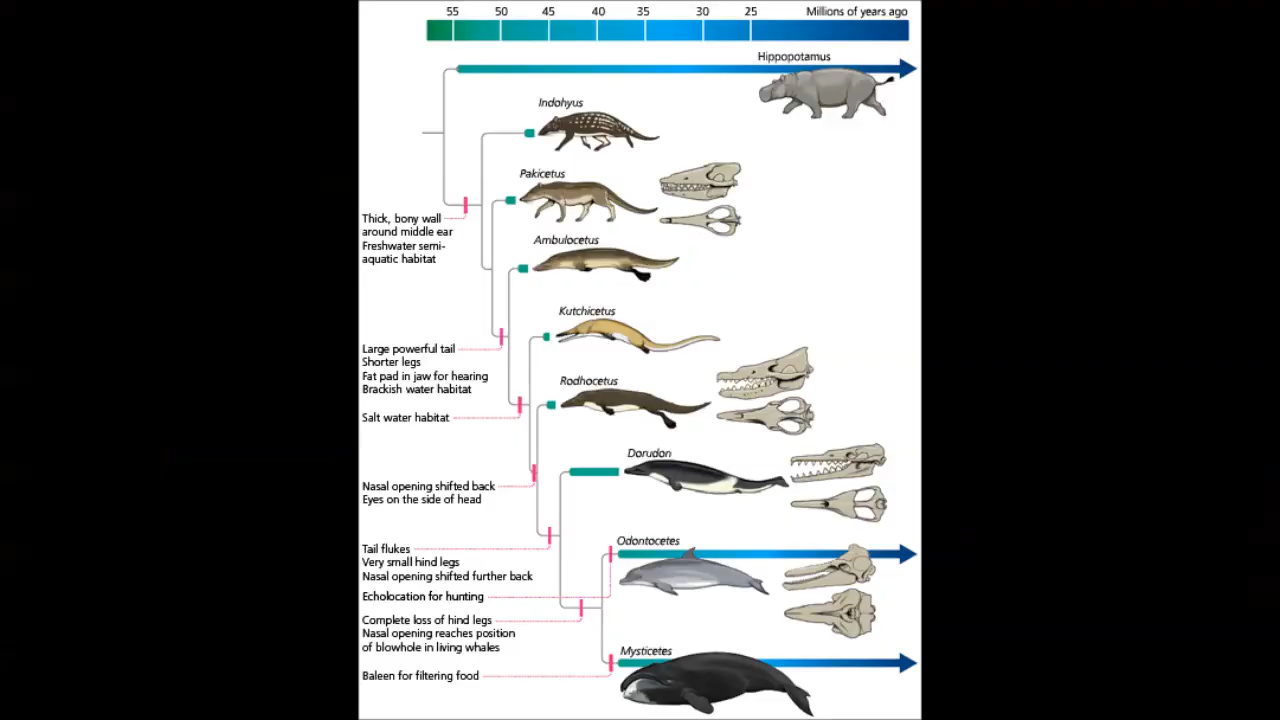 55 50 45 40 35 30 25 Millions of years ago
Hippopotamus
Indohyus
Pakicetus
Thick, bony wall
around middle ear
Freshwater semi-
aquatic habitat
Ambulocetus
Kutchicetus
Large powerful tail
Shorter legs
Fat pad in jaw for hearing
Brackish water habitat
Rodhocetus
Salt water habitat
Dorudon
Nasal opening shifted back
Eyes on the side of head
Odontocetes
Tail flukes
Very small hind legs
Nasal opening shifted further back
Echolocation for hunting
Complete loss of hind legs
Nasal opening reaches position
of blowhole in living whales
Mysticetes
Baleen for filtering food